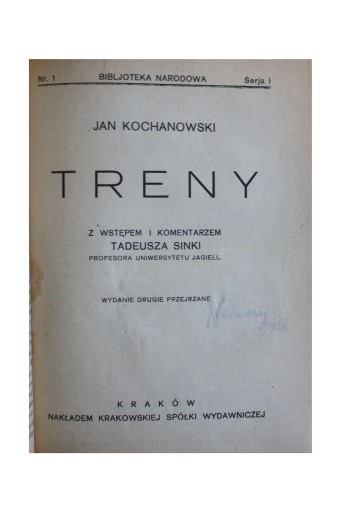 Nr. 1 BIBLJOTEKA NARODOWA Serja I
JAN KOCHANOWSKI
TRENY
Z WSTĘPEM I KOMENTARZEM
TADEUSZA SINKI
PROFESORA UNIWERSYTETU JAGIELL.
WYDANIE DRUGIE PRZEJRZANE
KRAKÓW
NAKŁADEM KRAKOWSKIEJ SPÓŁKI WYDAWNICZEJ